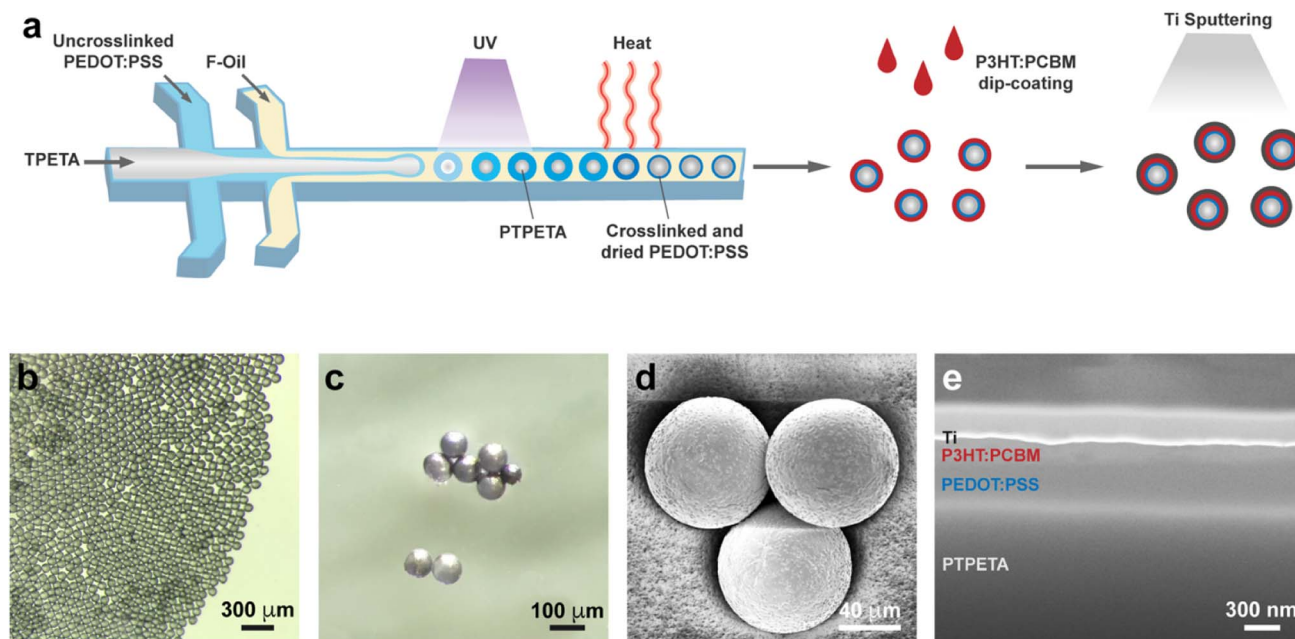 a
Uncrosslinked
PEDOT:PSS
F-Oil
UV
Heat
P3HT:PCBM
dip-coating
Ti Sputtering
TPETA
PTPETA
Crosslinked and
dried PEDOT:PSS
b
300 μm
c
100 μm
d
40 μm
e
Ti
P3HT:PCBM
PEDOT:PSS
PTPETA
300 nm